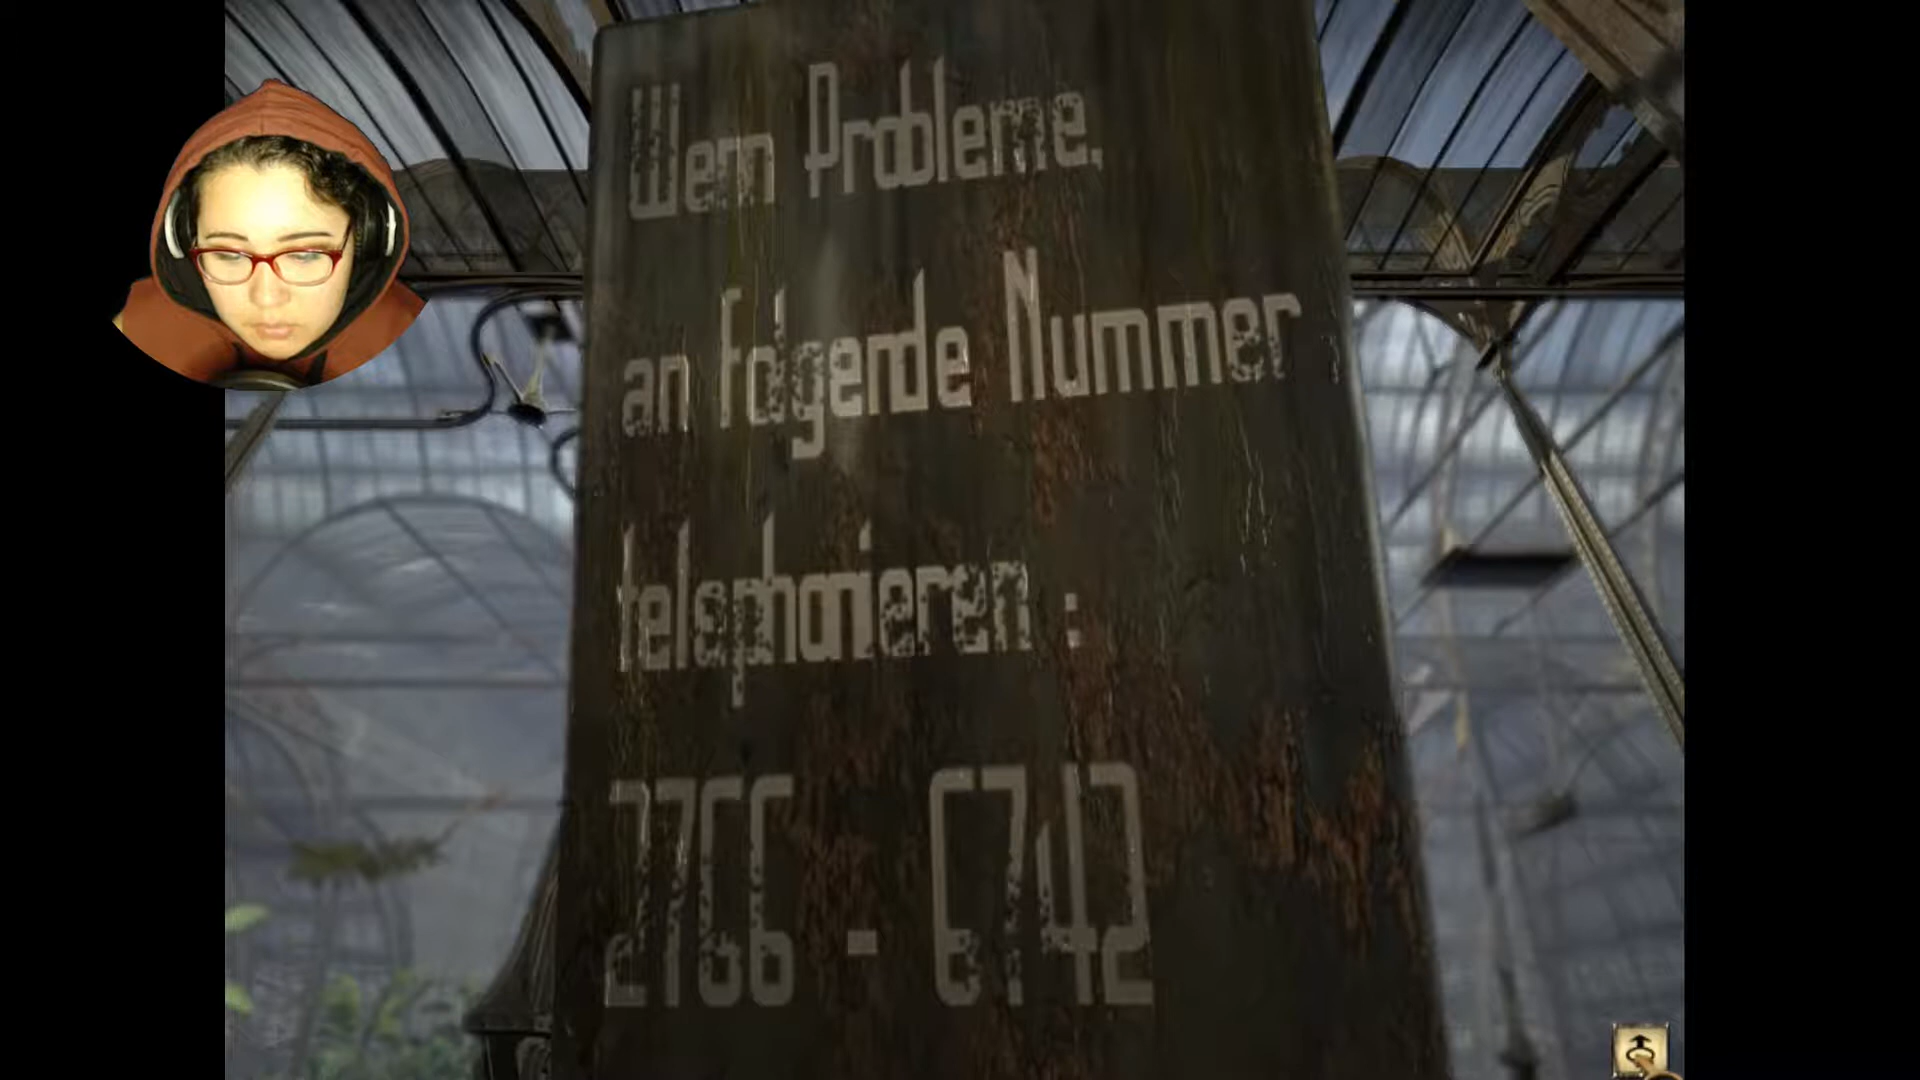 Wenn Probleme,
an folgende Nummer
telephonieren :
2766 - 6742